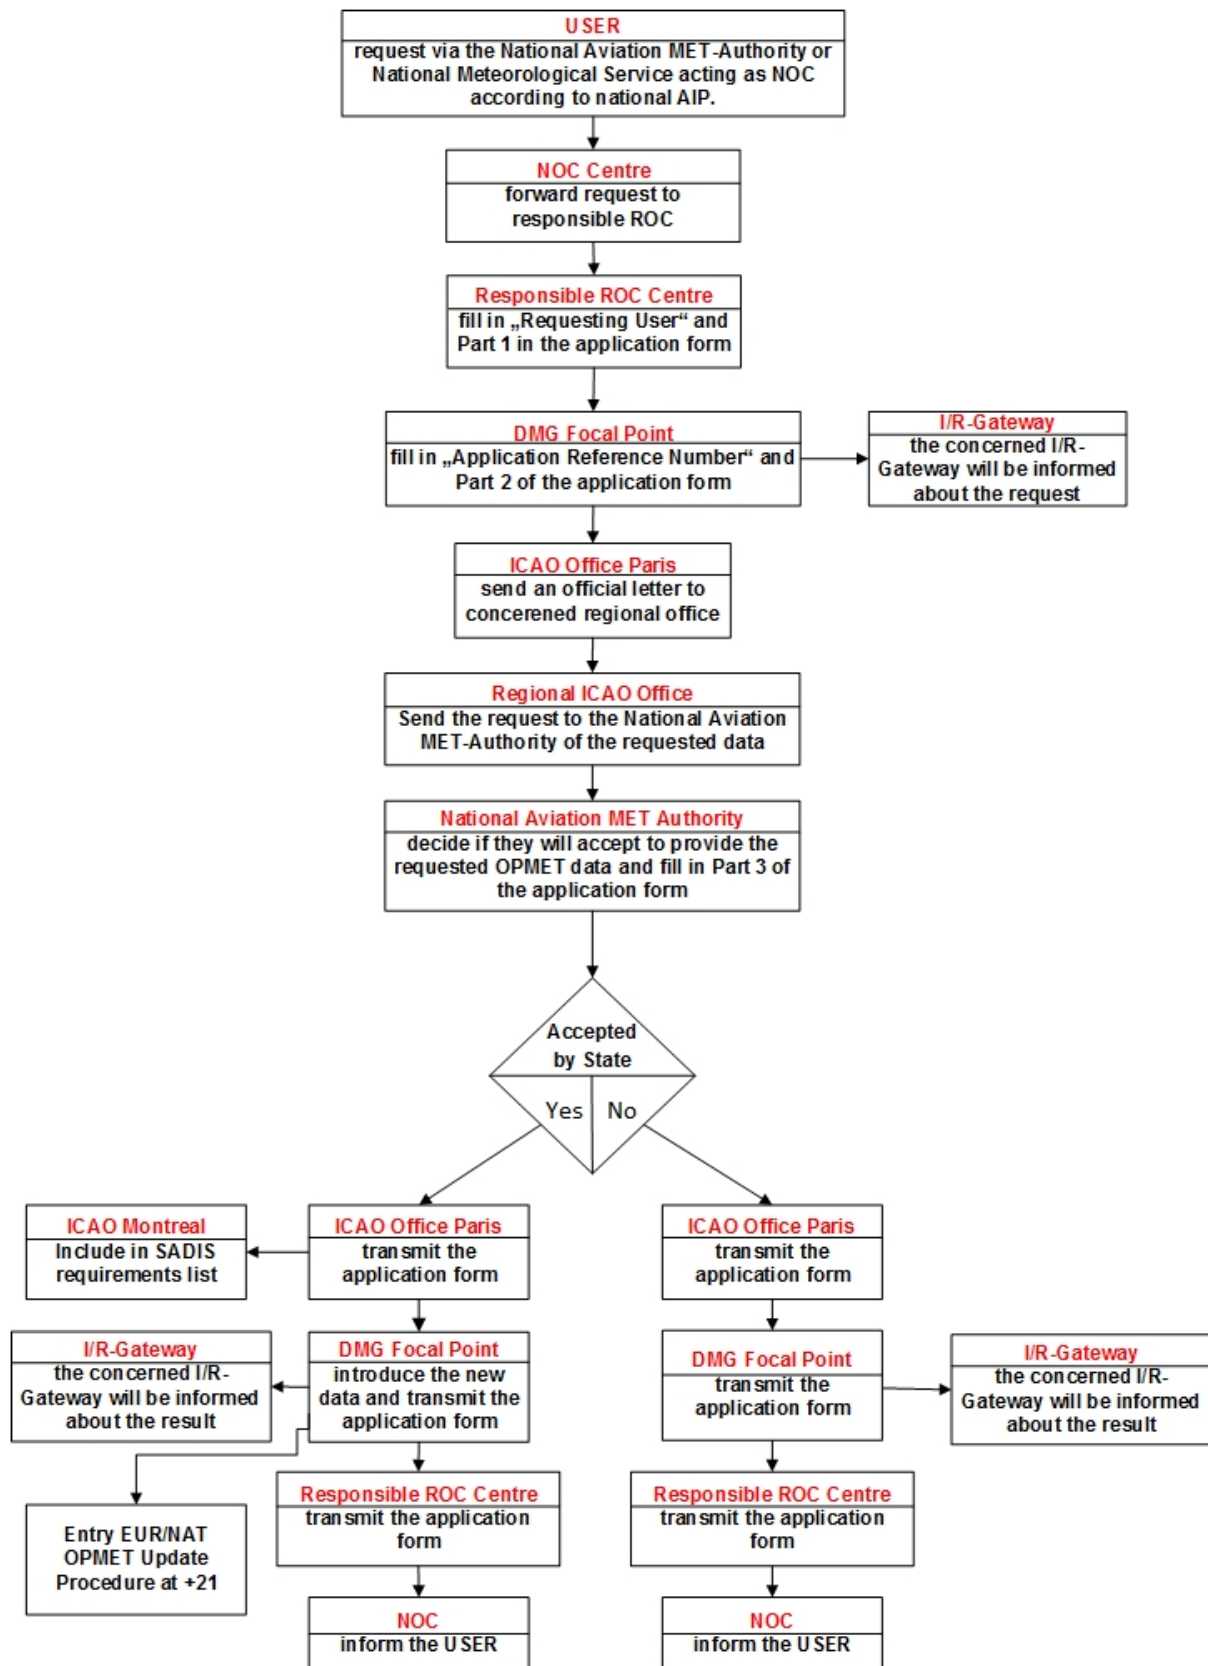 USER
request via the National Aviation MET-Authority or
National Meteorological Service acting as NOC
according to national AIP.
NOC Centre
forward request to
responsible ROC
Responsible ROC Centre
fill in „Requesting User“ and
Part 1 in the application form
DMG Focal Point
fill in „Application Reference Number“ and
Part 2 of the application form
I/R-Gateway
the concerned I/R-
Gateway will be informed
about the request
ICAO Office Paris
send an official letter to
concerened regional office
Regional ICAO Office
Send the request to the National Aviation
MET-Authority of the requested data
National Aviation MET Authority
decide if they will accept to provide the
requested OPMET data and fill in Part 3 of
the application form
Accepted
by State
Yes
No
ICAO Montreal
Include in SADIS
requirements list
ICAO Office Paris
transmit the
application form
ICAO Office Paris
transmit the
application form
I/R-Gateway
the concerned I/R-
Gateway will be informed
about the result
DMG Focal Point
introduce the new
data and transmit the
application form
DMG Focal Point
transmit the
application form
I/R-Gateway
the concerned I/R-
Gateway will be informed
about the result
Entry EUR/NAT
OPMET Update
Procedure at +21
Responsible ROC Centre
transmit the application
form
Responsible ROC Centre
transmit the application
form
NOC
inform the USER
NOC
inform the USER